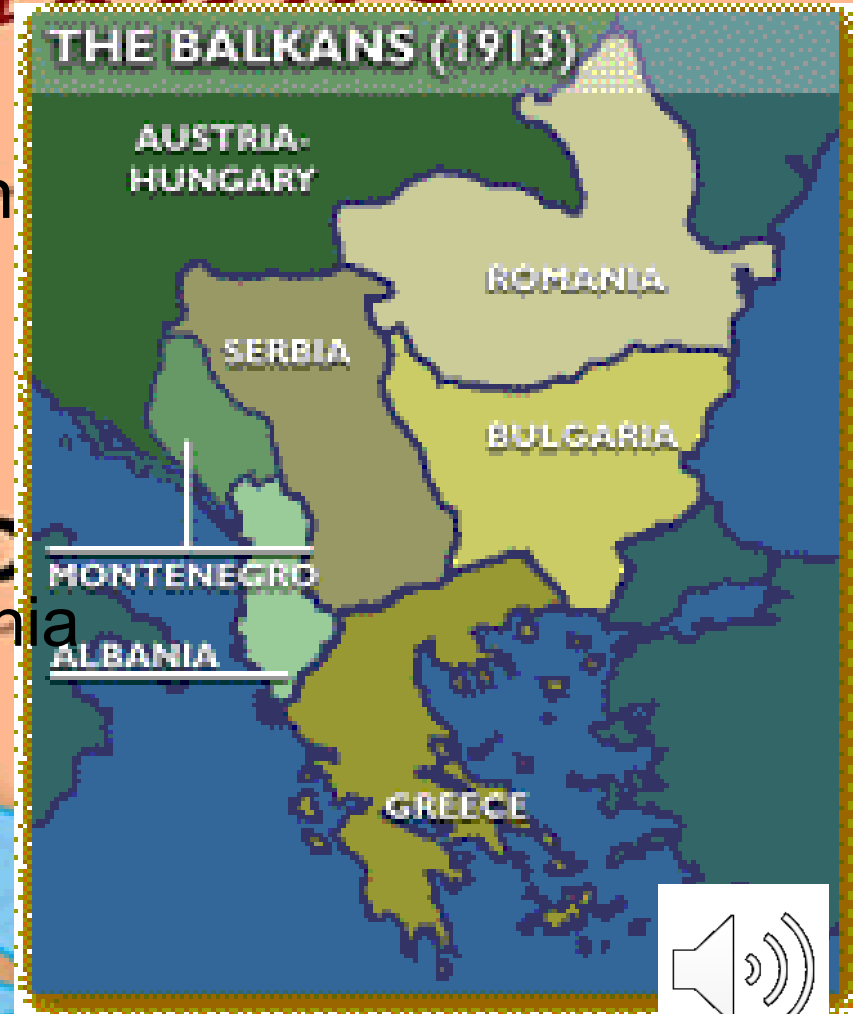 THE BALKANS (1913)
AUSTRIA-
HUNGARY
ROMANIA
SERBIA
BULGARIA
MONTENEGRO
ALBANIA
GREECE